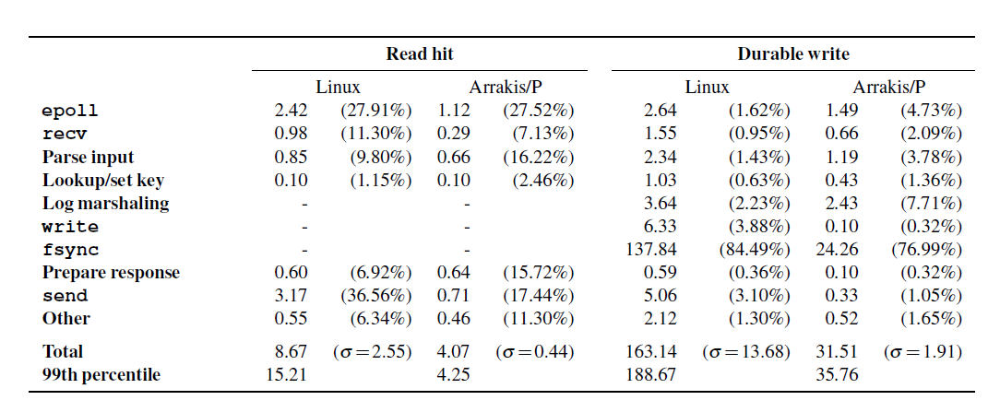 Read hit Durable write
Linux Arrakis/P Linux Arrakis/P
epoll 2.42 (27.91%) 1.12 (27.52%) 2.64 (1.62%) 1.49 (4.73%)
recv 0.98 (11.30%) 0.29 (7.13%) 1.55 (0.95%) 0.66 (2.09%)
Parse input 0.85 (9.80%) 0.66 (16.22%) 2.34 (1.43%) 1.19 (3.78%)
Lookup/set key 0.10 (1.15%) 0.10 (2.46%) 1.03 (0.63%) 0.43 (1.36%)
Log marshaling - - 3.64 (2.23%) 2.43 (7.71%)
write - - 6.33 (3.88%) 0.10 (0.32%)
fsync - - 137.84 (84.49%) 24.26 (76.99%)
Prepare response 0.60 (6.92%) 0.64 (15.72%) 0.59 (0.36%) 0.10 (0.32%)
send 3.17 (36.56%) 0.71 (17.44%) 5.06 (3.10%) 0.33 (1.05%)
Other 0.55 (6.34%) 0.46 (11.30%) 2.12 (1.30%) 0.52 (1.65%)
Total 8.67 (σ=2.55) 4.07 (σ=0.44) 163.14 (σ=13.68) 31.51 (σ=1.91)
99th percentile 15.21 4.25 188.67 35.76